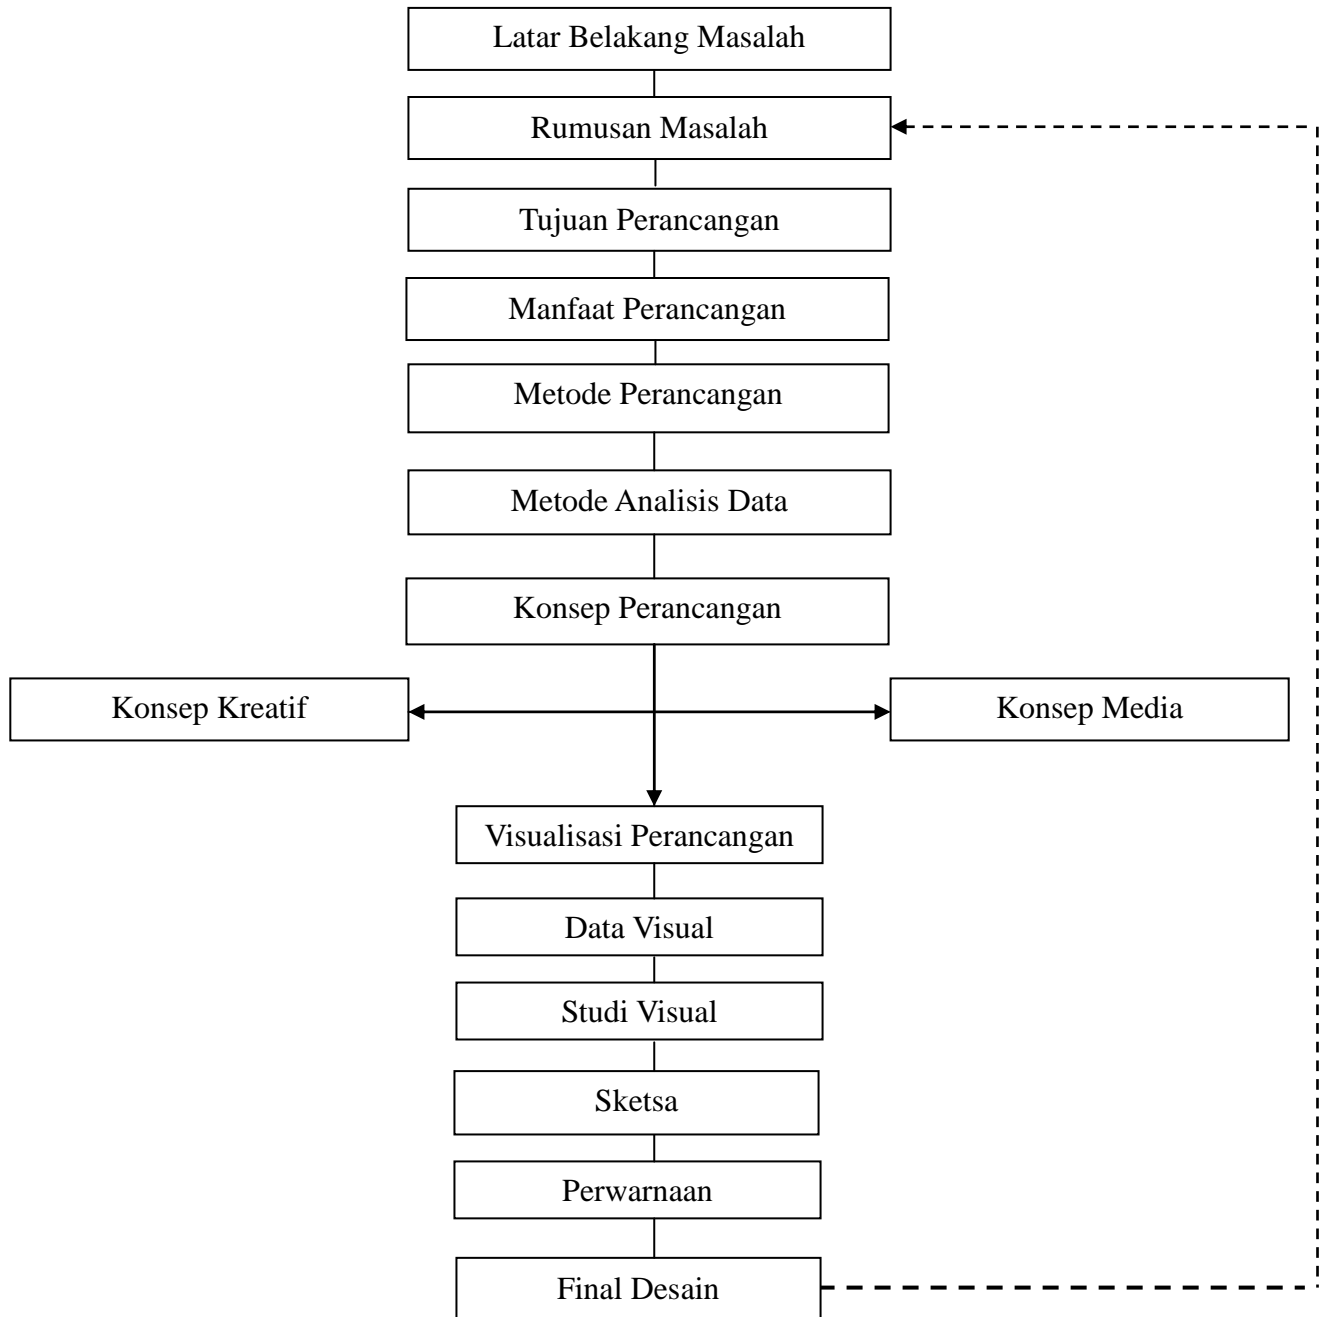 Latar Belakang Masalah
Rumusan Masalah
Tujuan Perancangan
Manfaat Perancangan
Metode Perancangan
Metode Analisis Data
Konsep Perancangan
Konsep Kreatif
Konsep Media
Visualisasi Perancangan
Data Visual
Studi Visual
Sketsa
Perwarnaan
Final Desain